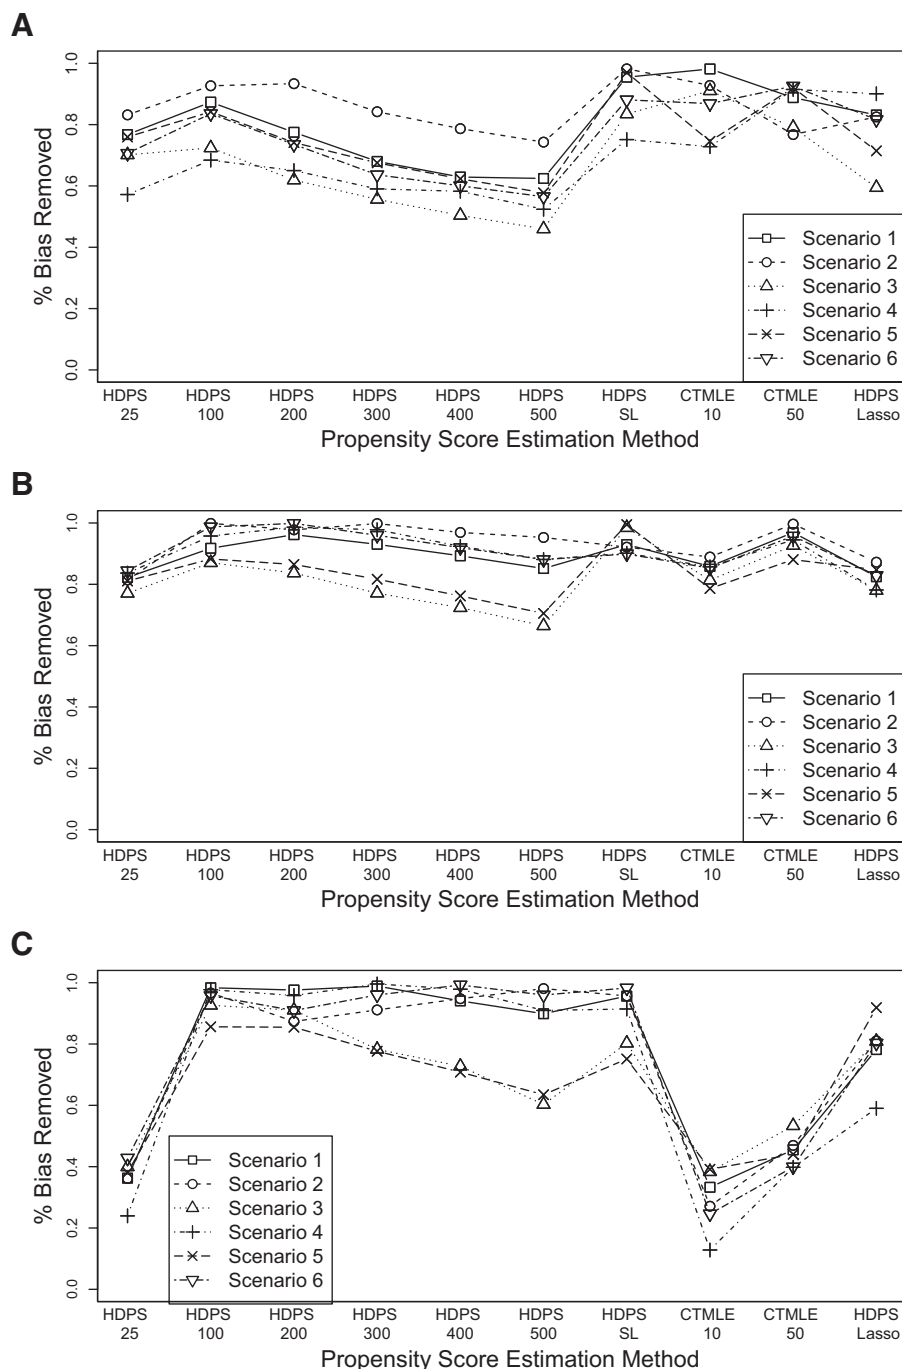 A
% Bias Removed
1.0
0.8
0.6
0.4
0.2
0.0
Scenario 1
Scenario 2
Scenario 3
Scenario 4
Scenario 5
Scenario 6
HDPS 25
HDPS 100
HDPS 200
HDPS 300
HDPS 400
HDPS 500
HDPS SL
CTMLE 10
CTMLE 50
HDPS Lasso
Propensity Score Estimation Method
B
% Bias Removed
1.0
0.8
0.6
0.4
0.2
0.0
Scenario 1
Scenario 2
Scenario 3
Scenario 4
Scenario 5
Scenario 6
HDPS 25
HDPS 100
HDPS 200
HDPS 300
HDPS 400
HDPS 500
HDPS SL
CTMLE 10
CTMLE 50
HDPS Lasso
Propensity Score Estimation Method
C
% Bias Removed
1.0
0.8
0.6
0.4
0.2
0.0
Scenario 1
Scenario 2
Scenario 3
Scenario 4
Scenario 5
Scenario 6
HDPS 25
HDPS 100
HDPS 200
HDPS 300
HDPS 400
HDPS 500
HDPS SL
CTMLE 10
CTMLE 50
HDPS Lasso
Propensity Score Estimation Method